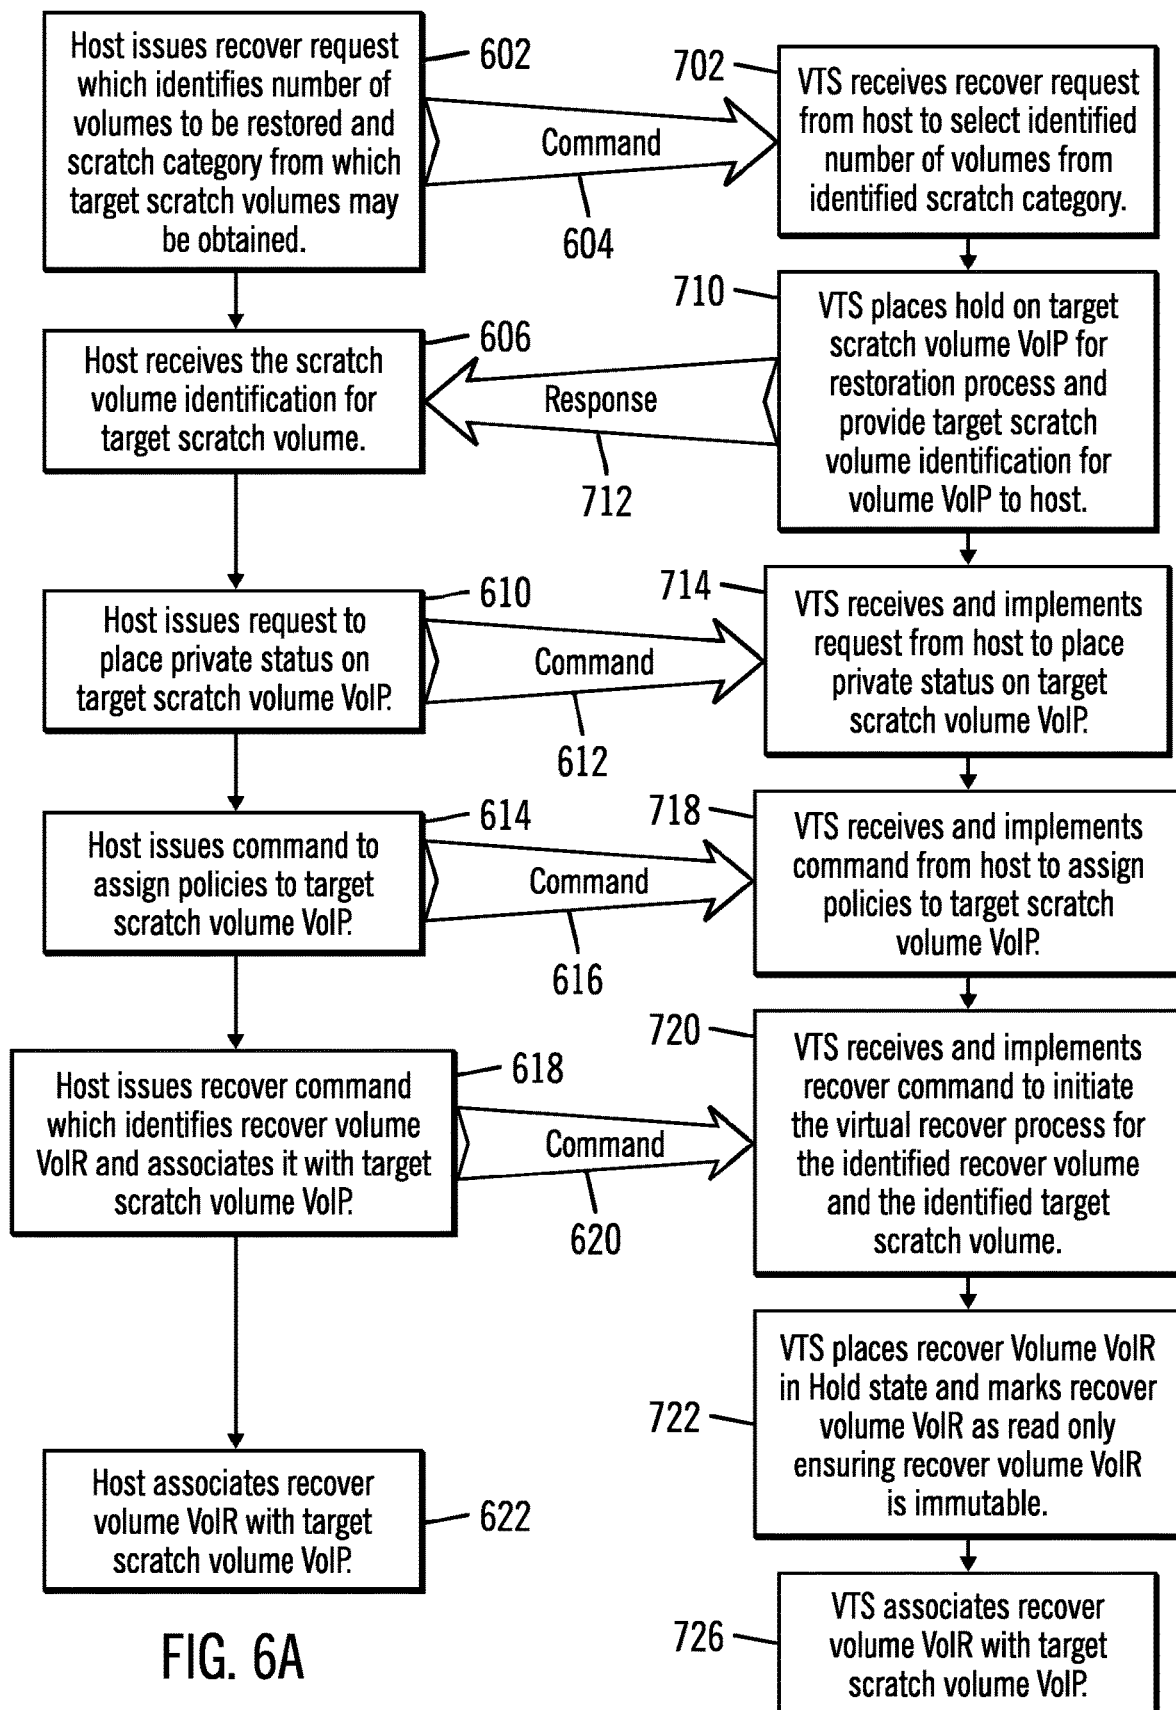 Host issues recover request
which identifies number of
volumes to be restored and
scratch category from which
target scratch volumes may
be obtained.
602
Command
604
702
VTS receives recover request
from host to select identified
number of volumes from
identified scratch category.
Host receives the scratch
volume identification for
target scratch volume.
606
Response
712
710
VTS places hold on target
scratch volume VolP for
restoration process and
provide target scratch
volume identification for
volume VolP to host.
Host issues request to
place private status on
target scratch volume VolP.
610
Command
612
714
VTS receives and implements
request from host to place
private status on target
scratch volume VolP.
Host issues command to
assign policies to target
scratch volume VolP.
614
Command
616
718
VTS receives and implements
command from host to assign
policies to target scratch
volume VolP.
Host issues recover command
which identifies recover volume
VolR and associates it with target
scratch volume VolP.
618
Command
620
720
VTS receives and implements
recover command to initiate
the virtual recover process for
the identified recover volume
and the identified target
scratch volume.
722
VTS places recover Volume VolR
in Hold state and marks recover
volume VolR as read only
ensuring recover volume VolR
is immutable.
Host associates recover
volume VolR with target
scratch volume VolP.
622
726
VTS associates recover
volume VolR with target
scratch volume VolP.
FIG. 6A